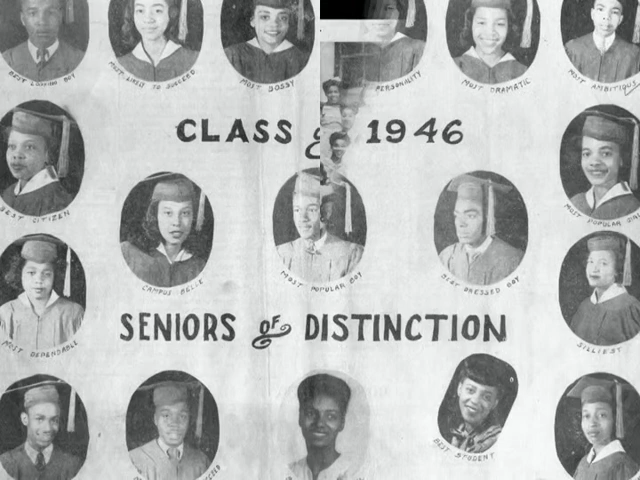 BEST LOOKING BOY
MOST LIKELY TO SUCCEED
MOST BOSSY
PERSONALITY
MOST DRAMATIC
MOST AMBITIOUS
CLASS of 1946
BEST CITIZEN
MOST POPULAR GIRL
CAMPUS BELLE
MOST POPULAR BOY
BEST DRESSED BOY
MOST DEPENDABLE
SILLIEST
SENIORS OF DISTINCTION
BEST STUDENT